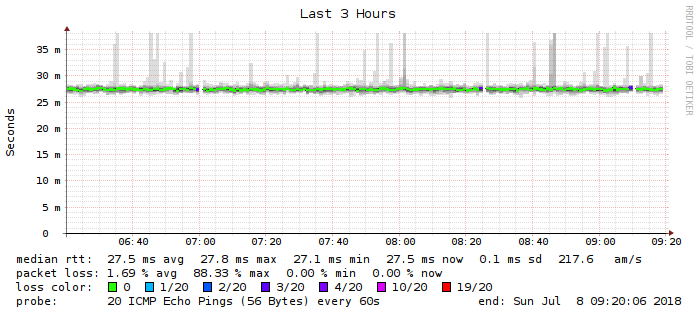 Last 3 Hours
RRDTOOL / TOBI OETIKER
Seconds
35 m
30 m
25 m
20 m
15 m
10 m
5 m
0
06:40 07:00 07:20 07:40 08:00 08:20 08:40 09:00 09:20
median rtt: 27.5 ms avg 27.8 ms max 27.1 ms min 27.5 ms now 0.1 ms sd 217.6 am/s
packet loss: 1.69 % avg 88.33 % max 0.00 % min 0.00 % now
loss color: 0 1/20 2/20 3/20 4/20 10/20 19/20
probe: 20 ICMP Echo Pings (56 Bytes) every 60s end: Sun Jul 8 09:20:06 2018